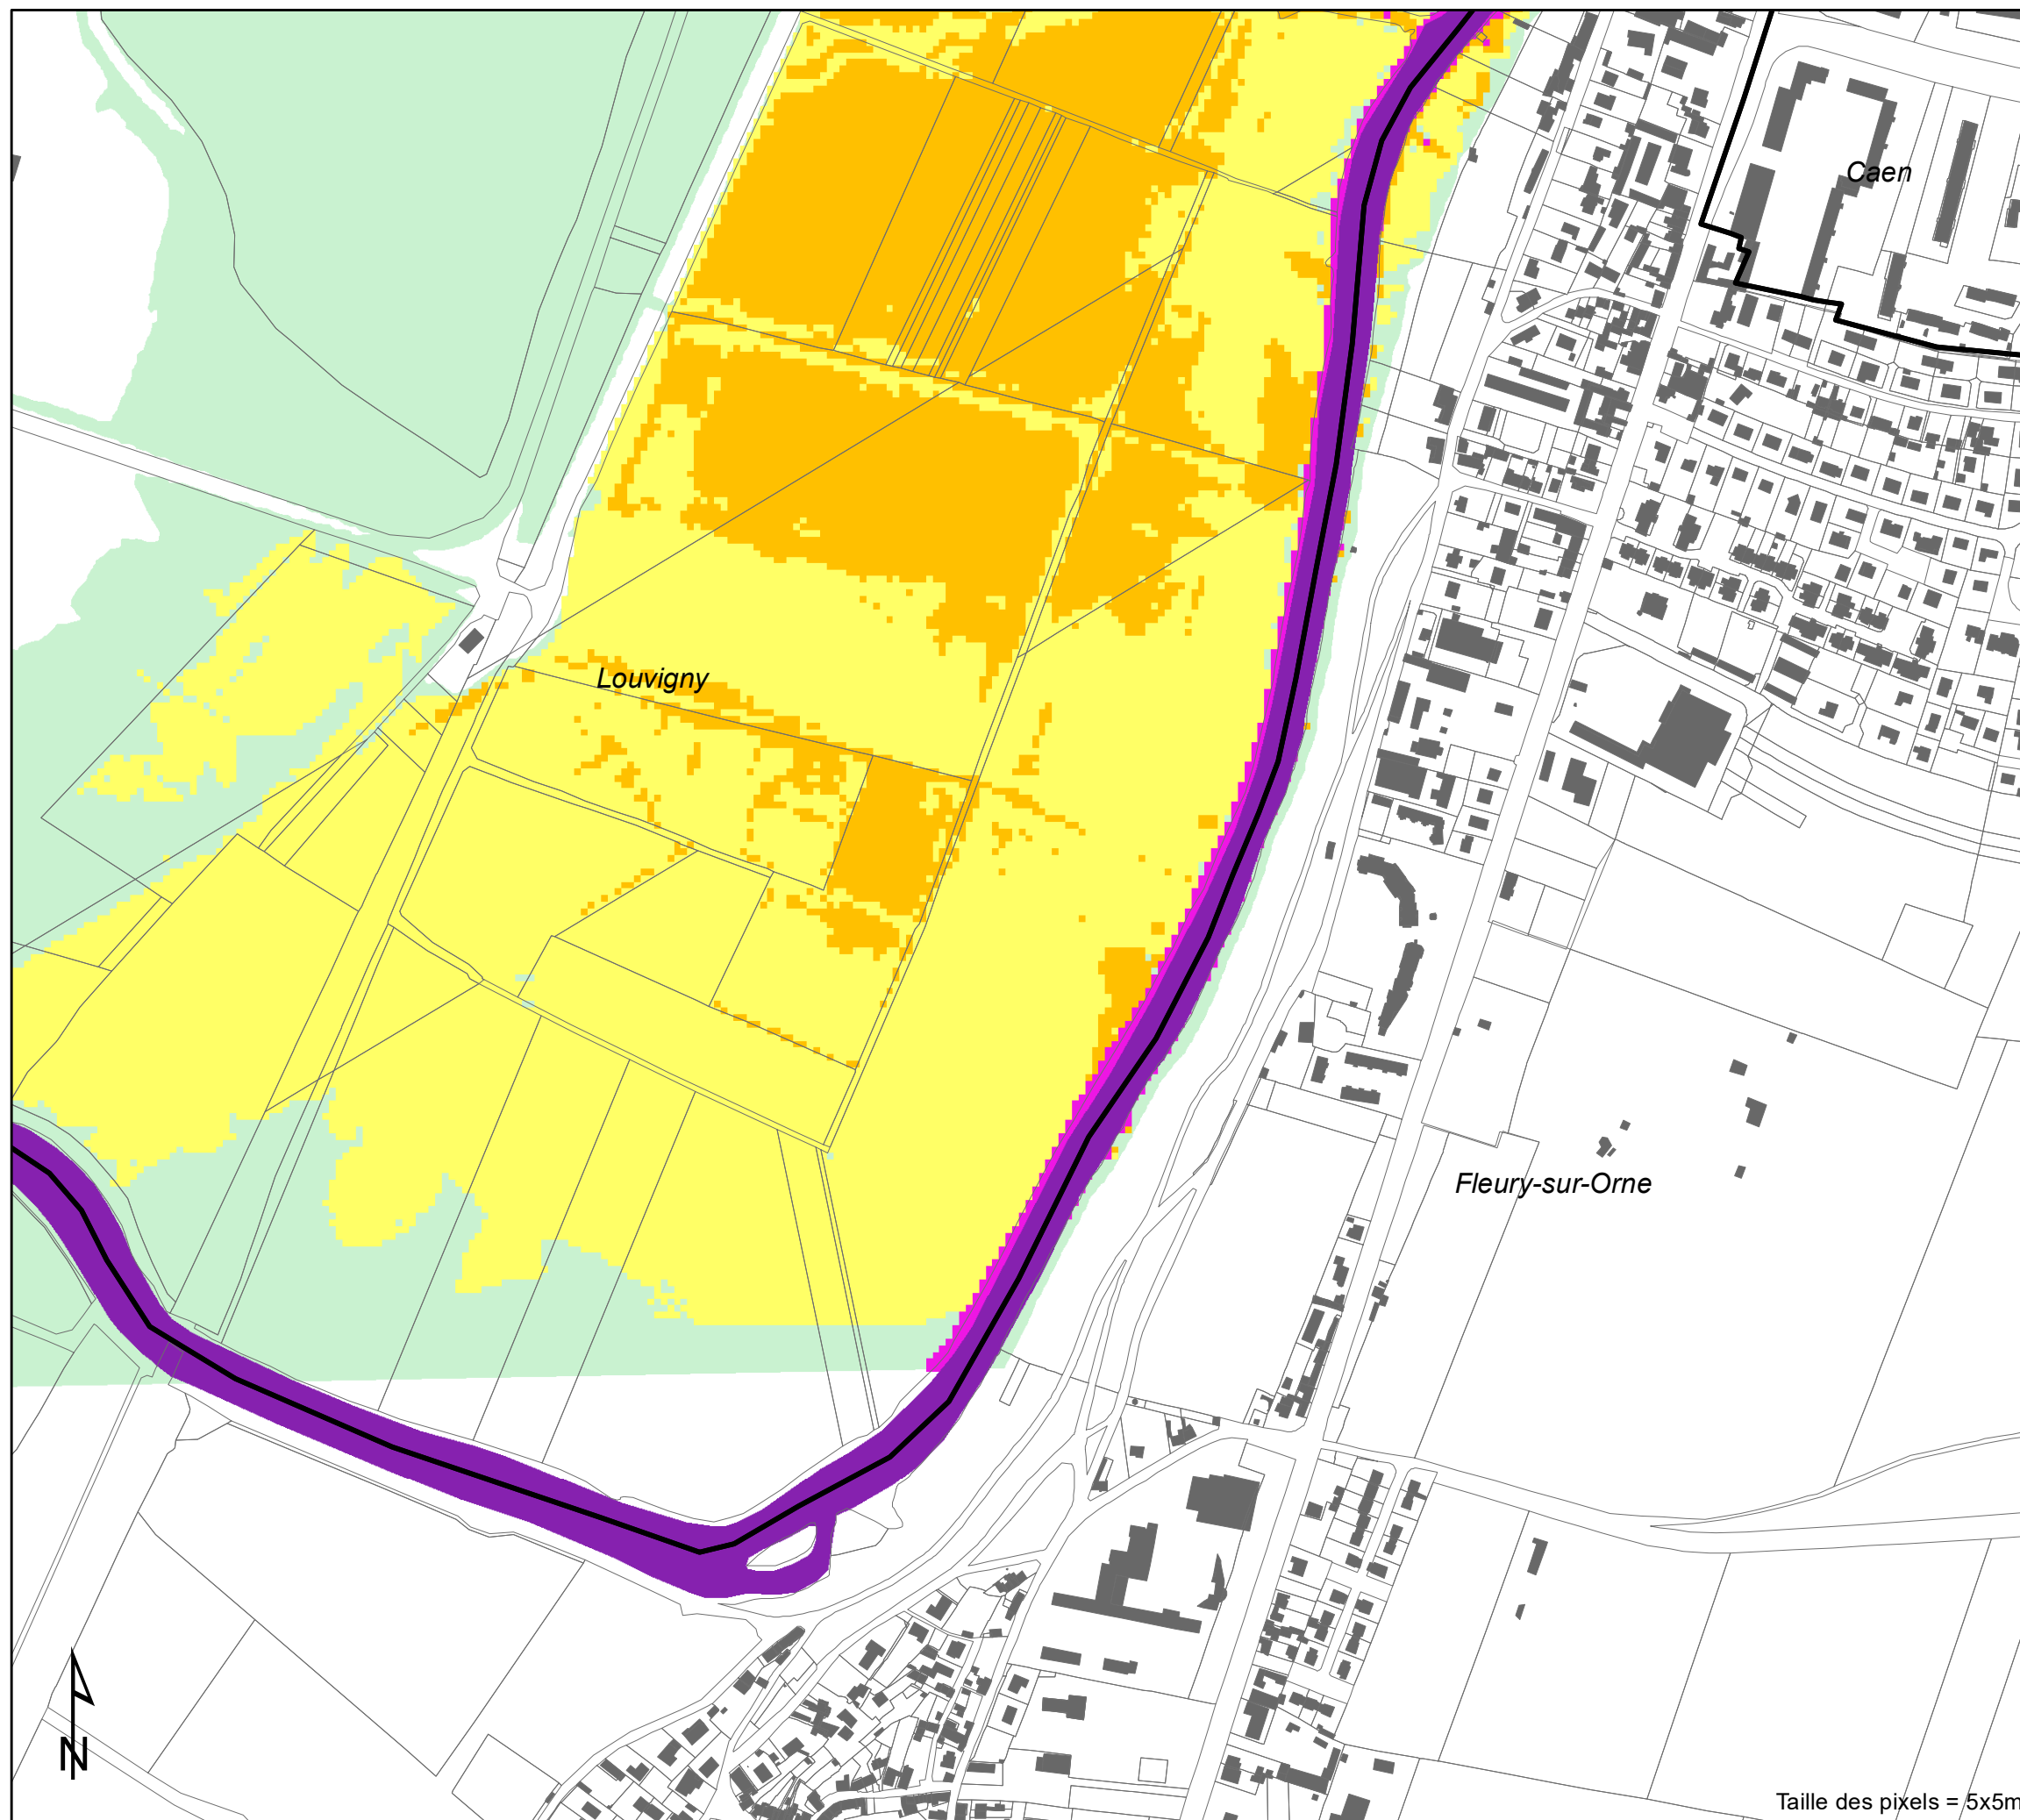 Caen
Louvigny
Fleury-sur-Orne
N
Taille des pixels = 5x5m